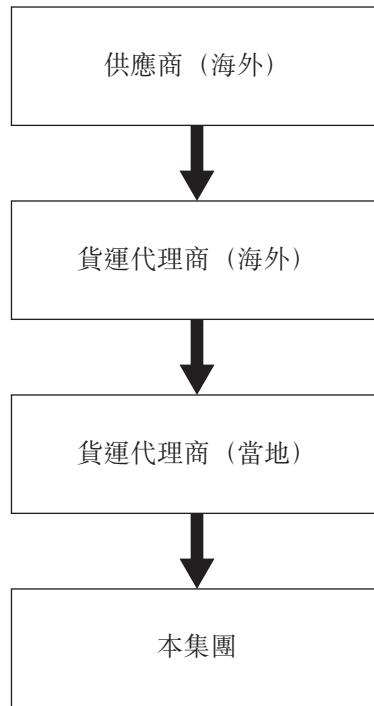 供應商（海外）
貨運代理商（海外）
貨運代理商（當地）
本集團